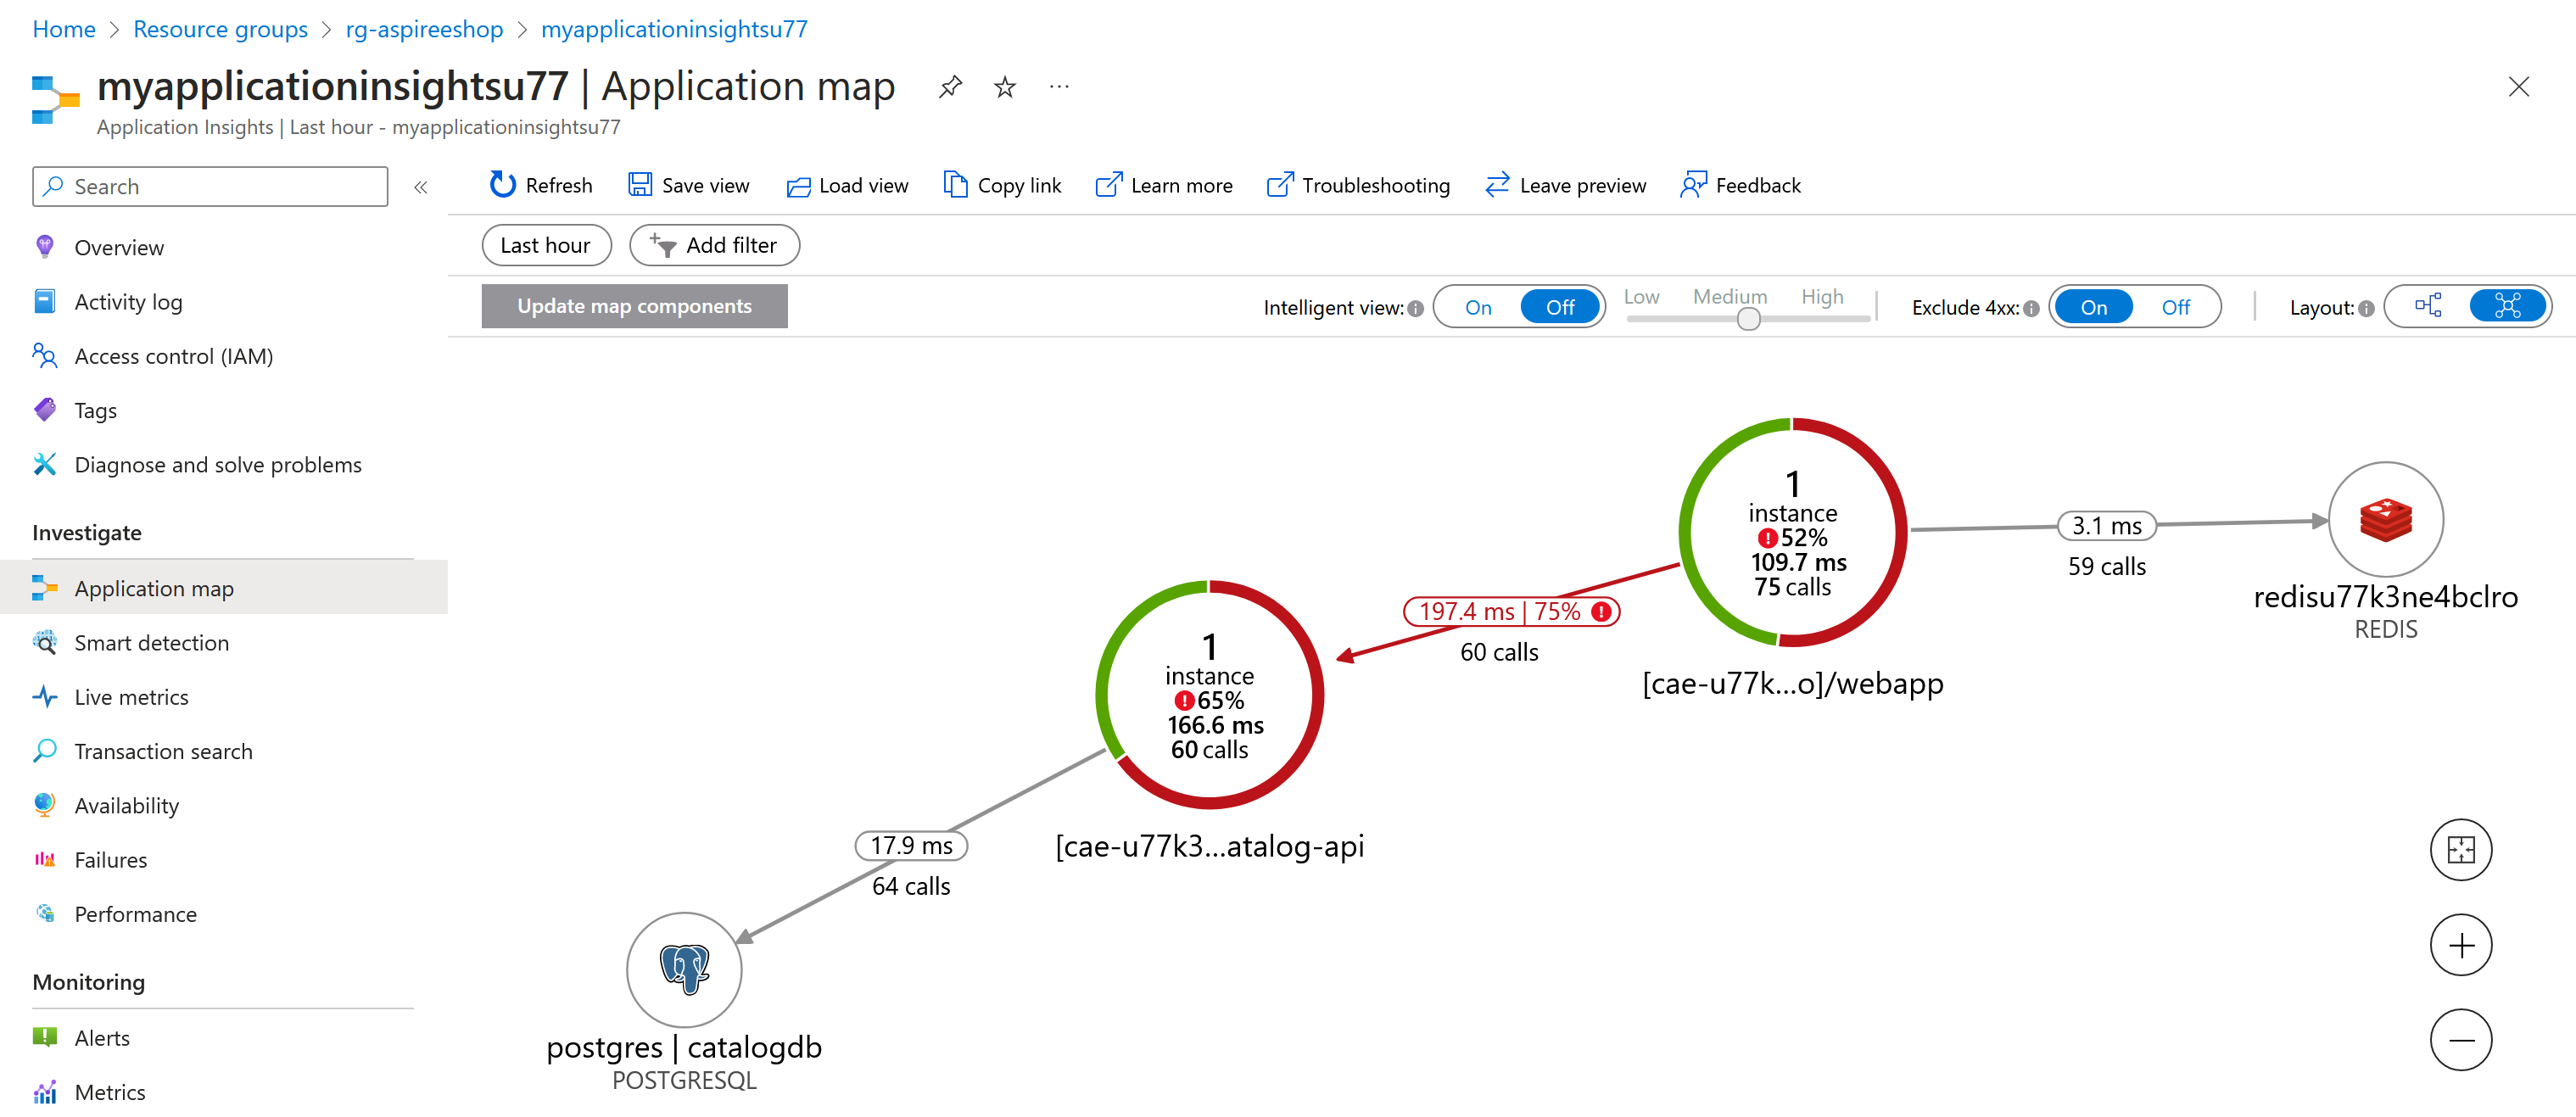 Home > Resource groups > rg-aspireeshop > myapplicationinsightsu77
myapplicationinsightsu77 | Application map ...
Application Insights | Last hour - myapplicationinsightsu77
Search «
Refresh Save view Load view Copy link Learn more Troubleshooting Leave preview Feedback
Last hour Add filter
Update map components
Intelligent view: On Off Low Medium High Exclude 4xx: On Off Layout:
Overview
Activity log
Access control (IAM)
Tags
Diagnose and solve problems
Investigate
Application map
Smart detection
Live metrics
Transaction search
Availability
Failures
Performance
Monitoring
Alerts
Metrics
1
instance
52%
109.7 ms
75 calls
[cae-u77k...o]/webapp
3.1 ms
59 calls
redisu77k3ne4bclro
REDIS
197.4 ms | 75%
60 calls
1
instance
65%
166.6 ms
60 calls
[cae-u77k3...atalog-api
17.9 ms
64 calls
postgres | catalogdb
POSTGRESQL